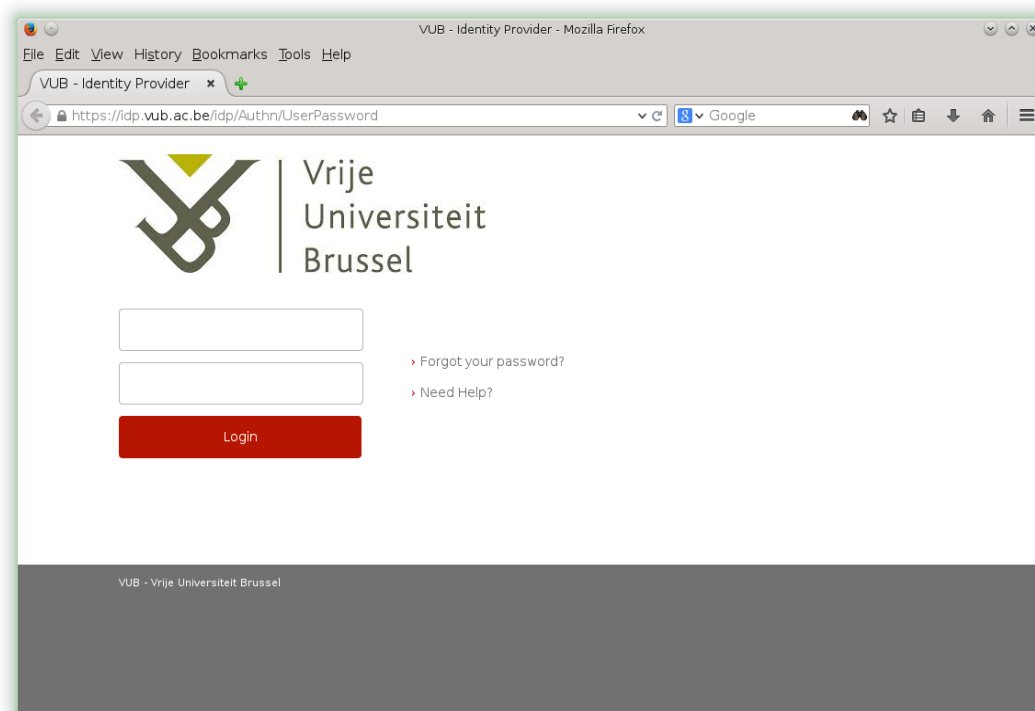 VUB - Identity Provider - Mozilla Firefox
File Edit View History Bookmarks Tools Help
VUB - Identity Provider
https://idp.vub.ac.be/idp/Authn/UserPassword
8 Google
Vrije
Universiteit
Brussel
› Forgot your password?
› Need Help?
Login
VUB - Vrije Universiteit Brussel